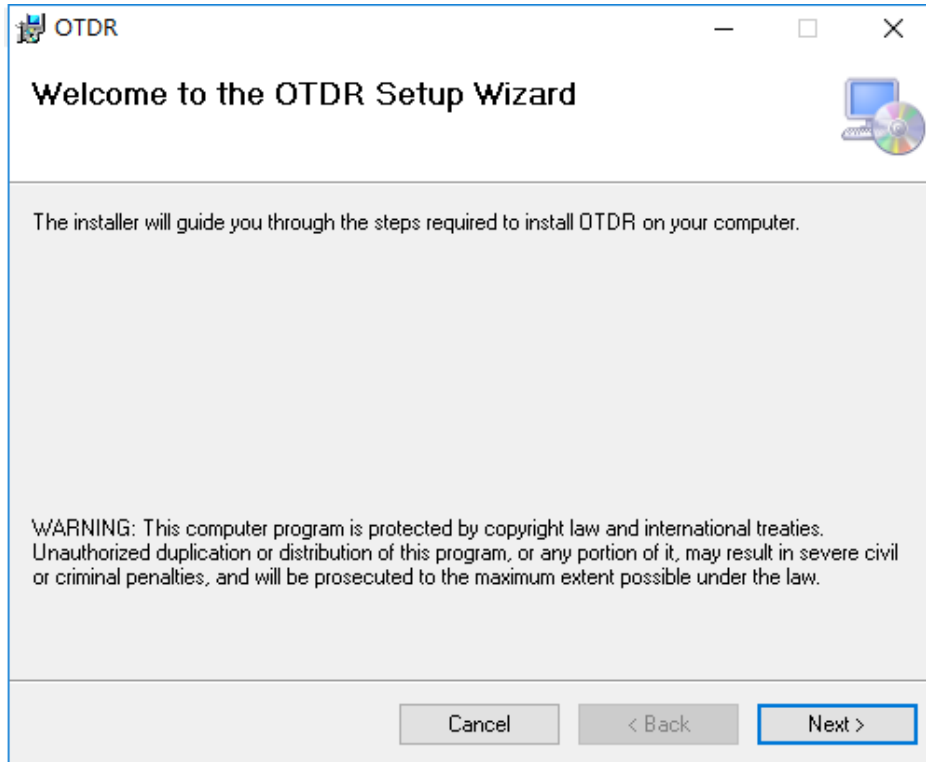 OTDR
Welcome to the OTDR Setup Wizard
The installer will guide you through the steps required to install OTDR on your computer.
WARNING: This computer program is protected by copyright law and international treaties.
Unauthorized duplication or distribution of this program, or any portion of it, may result in severe civil
or criminal penalties, and will be prosecuted to the maximum extent possible under the law.
Cancel
< Back
Next >